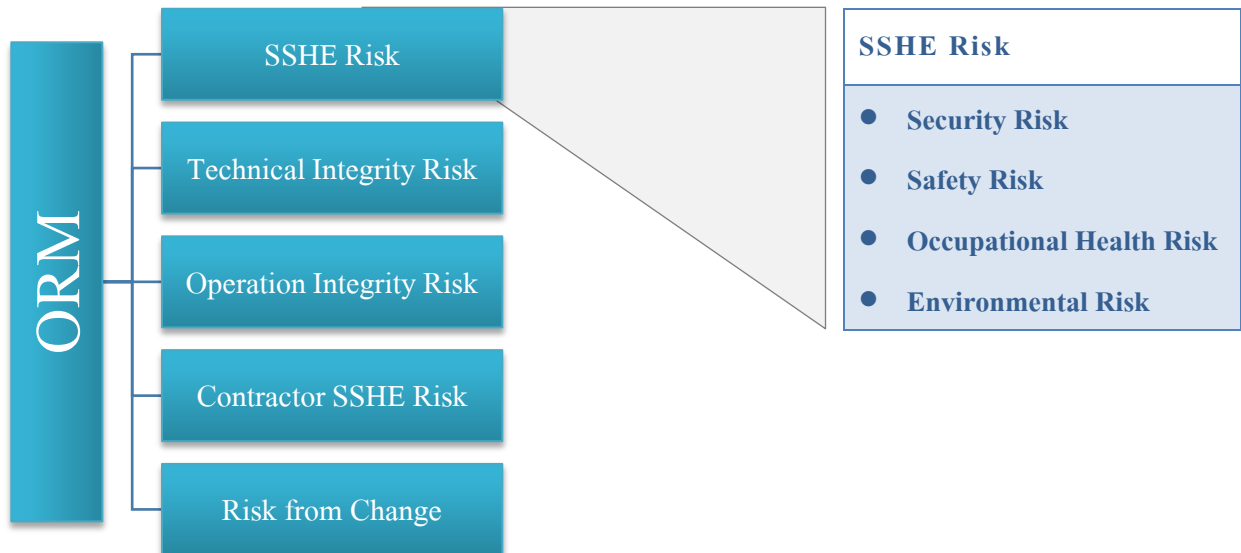 ORM
SSHE Risk
Technical Integrity Risk
Operation Integrity Risk
Contractor SSHE Risk
Risk from Change
SSHE Risk
● Security Risk
● Safety Risk
● Occupational Health Risk
● Environmental Risk